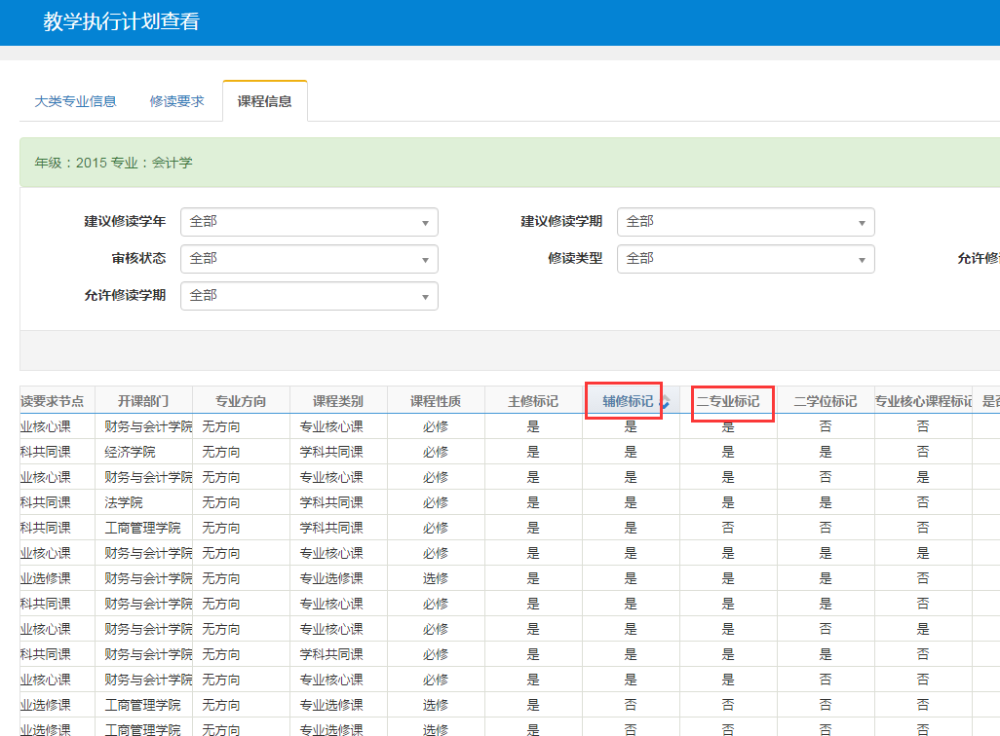 教学执行计划查看
大类专业信息 修读要求 课程信息
年级：2015 专业：会计学
建议修读学年 全部 建议修读学期 全部
审核状态 全部 修读类型 全部 允许修
允许修读学期 全部
读要求节点 开课部门 专业方向 课程类别 课程性质 主修标记 辅修标记 二专业标记 二学位标记 专业核心课程标记 是否
业核心课 财务与会计学院 无方向 专业核心课 必修 是 是 是 否 否
科共同课 经济学院 无方向 学科共同课 必修 是 是 是 是 否
业核心课 财务与会计学院 无方向 专业核心课 必修 是 是 是 否 是
科共同课 法学院 无方向 学科共同课 必修 是 是 是 是 否
科共同课 工商管理学院 无方向 学科共同课 必修 是 是 否 否 否
业核心课 财务与会计学院 无方向 专业核心课 必修 是 是 是 是 是
业选修课 财务与会计学院 无方向 专业选修课 选修 是 是 是 是 否
科共同课 财务与会计学院 无方向 专业核心课 必修 是 是 是 是 否
业核心课 财务与会计学院 无方向 专业核心课 必修 是 是 是 否 是
科共同课 财务与会计学院 无方向 学科共同课 必修 是 是 是 是 否
业核心课 财务与会计学院 无方向 专业核心课 必修 是 是 是 否 否
业选修课 工商管理学院 无方向 专业选修课 选修 是 否 否 否 否
业选修课 工商管理学院 无方向 专业选修课 选修 是 否 否 否 否